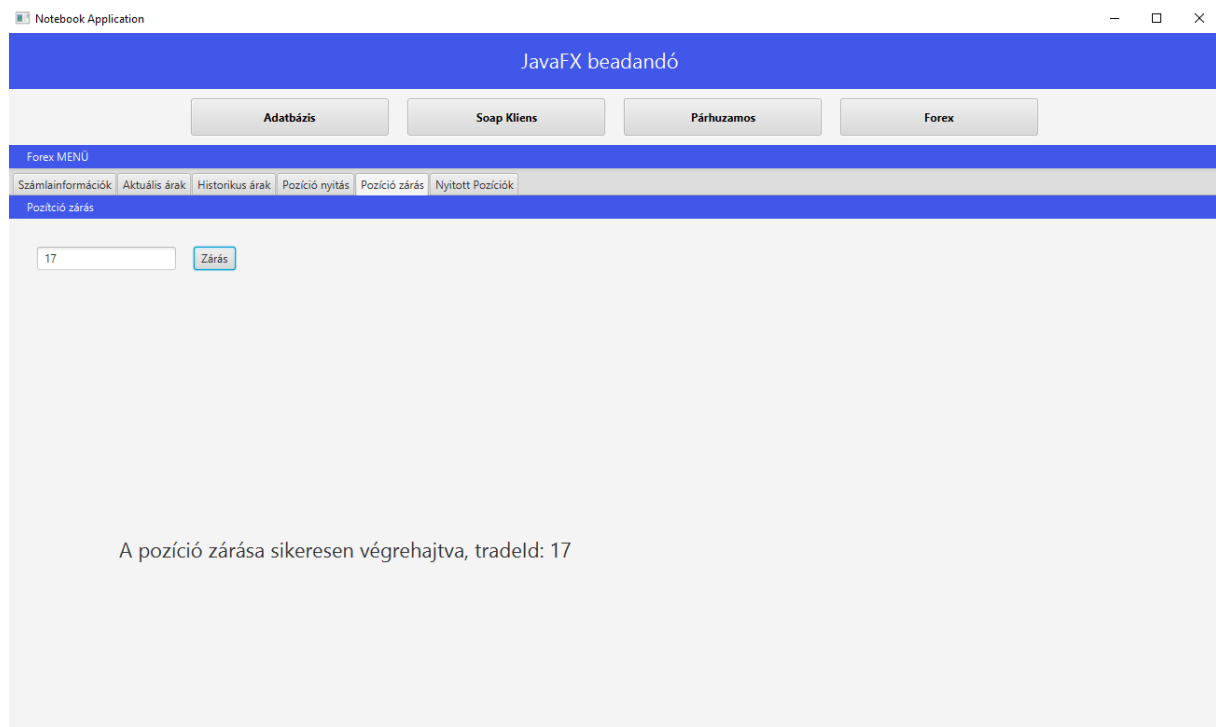 Notebook Application
JavaFX beadandó
Adatbázis Soap Kliens Párhuzamos Forex
Forex MENÜ
Számlainformációk Aktuális árak Historikus árak Pozíció nyitás Pozíció zárás Nyitott Pozíciók
Pozítció zárás
17 Zárás
A pozíció zárása sikeresen végrehajtva, tradeId: 17